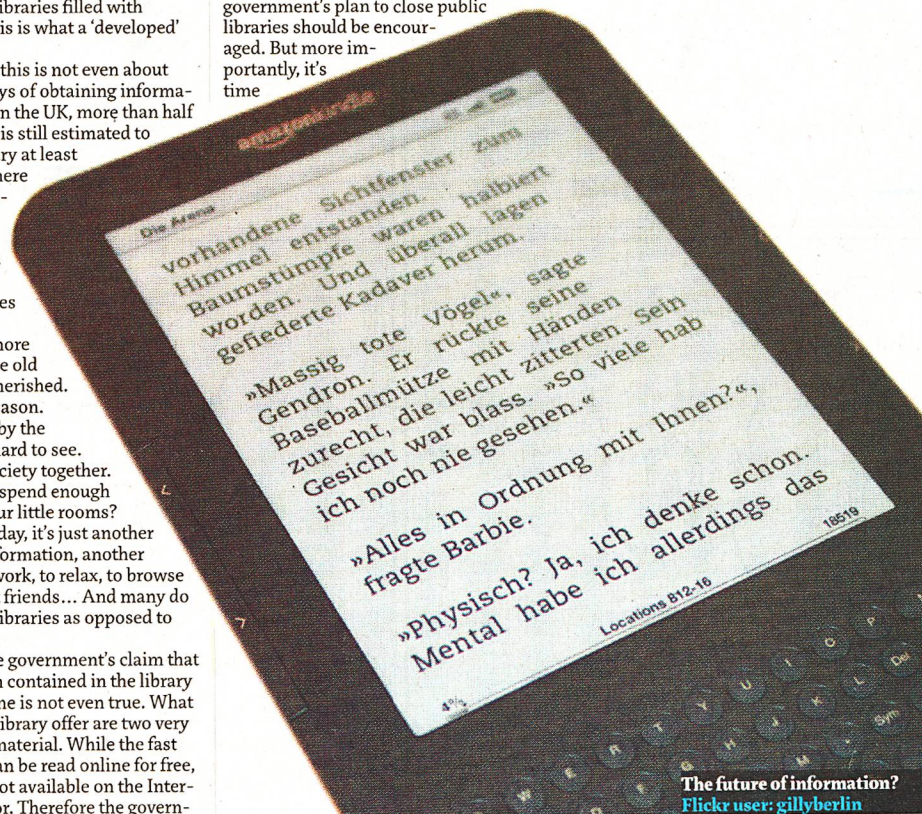 ibraries filled with
is is what a ‘developed’
this is not even about
ys of obtaining informa-
n the UK, more than half
is still estimated to
ry at least
ere
-
es
ore
e old
erished.
ason.
by the
ard to see.
ciety together.
spend enough
ur little rooms?
day, it's just another
formation, another
work, to relax, to browse
friends... And many do
ibraries as opposed to
e government's claim that
contained in the library
ne is not even true. What
library offer are two very
material. While the fast
an be read online for free,
ot available on the Inter-
or. Therefore the govern-
government's plan to close public
libraries should be encour-
aged. But more im-
portantly, it's
time
amazonkindle
Die Arena
vorhandene Sichtfenster zum
Himmel entstanden.
Baumstümpfe waren halbiert
worden. Und überall lagen
gefiederte Kadaver herum.
»Massig tote Vögel«, sagte
Gendron. Er rückte seine
Baseballmütze mit Händen
zurecht, die leicht zitterten. Sein
Gesicht war blass. »So viele hab
ich noch nie gesehen.«
»Alles in Ordnung mit Ihnen?«,
fragte Barbie.
»Physisch? Ja, ich denke schon.
Mental habe ich allerdings das
4% Locations 812-16 18519
W E R T Y U I O P
G H J K L Del
M . Sym
The future of information?
Flickr user: gillyberlin